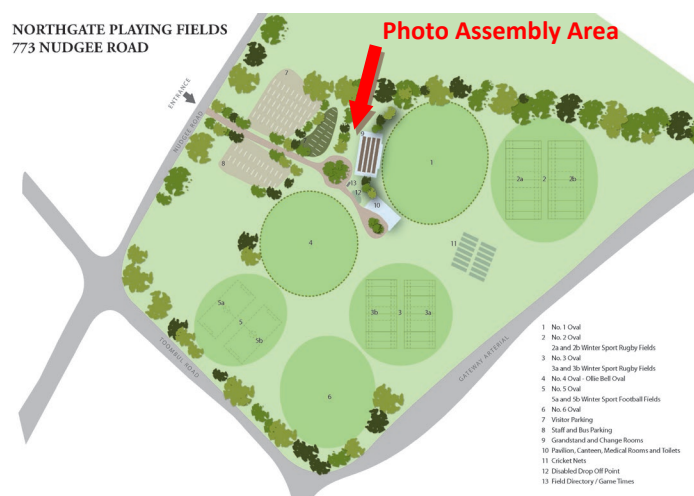 NORTHGATE PLAYING FIELDS
773 NUDGEE ROAD
Photo Assembly Area
ENTRANCE
NUDGEE ROAD
7
8
9
13
12
10
1
2a 2 2b
11
4
5a
5
5b
3b 3 3a
6
TOOMBUL ROAD
GATEWAY ARTERIAL
1 No. 1 Oval
2 No. 2 Oval
2a and 2b Winter Sport Rugby Fields
3 No. 3 Oval
3a and 3b Winter Sport Rugby Fields
4 No. 4 Oval - Ollie Bell Oval
5 No. 5 Oval
5a and 5b Winter Sport Football Fields
6 No. 6 Oval
7 Visitor Parking
8 Staff and Bus Parking
9 Grandstand and Change Rooms
10 Pavilion, Canteen, Medical Rooms and Toilets
11 Cricket Nets
12 Disabled Drop Off Point
13 Field Directory / Game Times